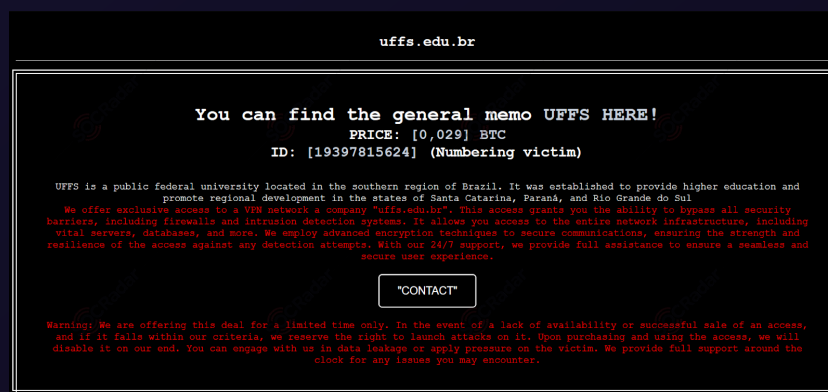 uffs.edu.br
You can find the general memo UFFS HERE!
PRICE: [0,029] BTC
ID: [19397815624] (Numbering victim)
UFFS is a public federal university located in the southern region of Brazil. It was established to provide higher education and
promote regional development in the states of Santa Catarina, Paraná, and Rio Grande do Sul
We offer exclusive access to a VPN network a company "uffs.edu.br". This access grants you the ability to bypass all security
barriers, including firewalls and intrusion detection systems. It allows you access to the entire network infrastructure, including
vital servers, databases, and more. We employ advanced encryption techniques to secure communications, ensuring the strength and
resilience of the access against any detection attempts. With our 24/7 support, we provide full assistance to ensure a seamless and
secure user experience.
"CONTACT"
Warning: We are offering this deal for a limited time only. In the event of a lack of availability or successful sale of an access,
and if it falls within our criteria, we reserve the right to launch attacks on it. Upon purchasing and using the access, we will
disable it on our end. You can engage with us in data leakage or apply pressure on the victim. We provide full support around the
clock for any issues you may encounter.